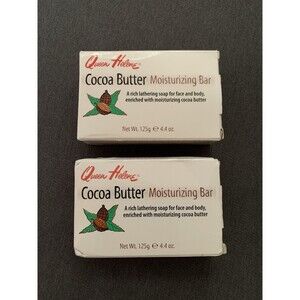 Queen Helene
Cocoa Butter Moisturizing Bar
A rich lathering soap for face and body,
enriched with moisturizing cocoa butter
Net Wt. 125g ℮ 4.4 oz.
Queen Helene
Cocoa Butter Moisturizing Bar
A rich lathering soap for face and body,
enriched with moisturizing cocoa butter
Net Wt. 125g ℮ 4.4 oz.